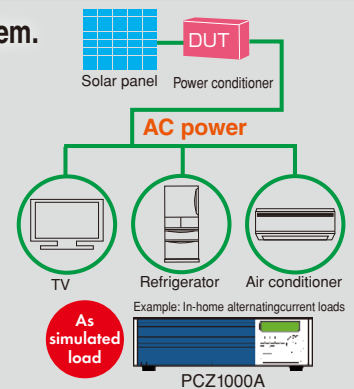 em.
DUT
Solar panel
Power conditioner
AC power
TV
Refrigerator
Air conditioner
Example: In-home alternatingcurrent loads
As
simulated
load
PCZ1000A